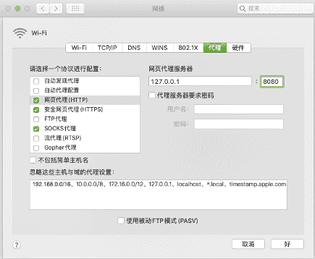 网络
搜索
Wi-Fi
Wi-Fi TCP/IP DNS WINS 802.1X 代理 硬件
请选择一个协议进行配置:
网页代理服务器
自动发现代理
127.0.0.1 : 8080
自动代理配置
代理服务器要求密码
网页代理 (HTTP)
用户名:
安全网页代理 (HTTPS)
密码:
FTP代理
SOCKS代理
流代理 (RTSP)
Gopher代理
不包括简单主机名
忽略这些主机与域的代理设置:
192.168.0.0/16, 10.0.0.0/8, 172.16.0.0/12, 127.0.0.1, localhost, *.local, timestamp.apple.com
使用被动FTP模式 (PASV)
?
取消 好